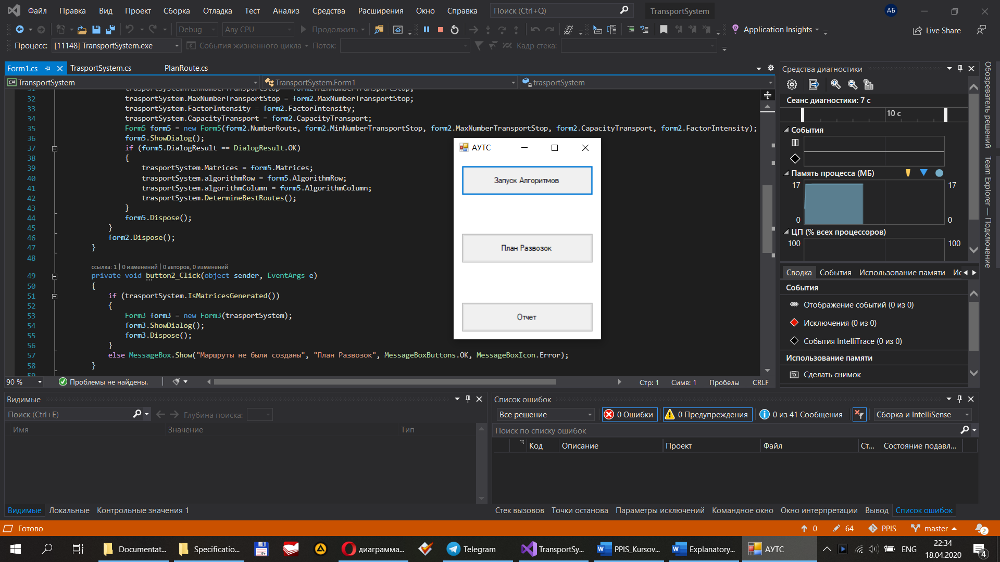 Файл Правка Вид Проект Сборка Отладка Тест Анализ Средства Расширения Окно Справка Поиск (Ctrl+Q) TransportSystem АБ
Debug Any CPU Продолжить Application Insights Live Share
Процесс: [11148] TransportSystem.exe События жизненного цикла Поток: Кадр стека:
Form1.cs TrasportSystem.cs PlanRoute.cs
TransportSystem TransportSystem.Form1 trasportSystem
32 trasportSystem.MaxNumberTransportStop = form2.MaxNumberTransportStop;
33 trasportSystem.FactorIntensity = form2.FactorIntensity;
34 trasportSystem.CapacityTransport = form2.CapacityTransport;
35 Form5 form5 = new Form5(form2.NumberRoute, form2.MinNumberTransportStop, form2.MaxNumberTransportStop, form2.CapacityTransport, form2.FactorIntensity);
36 form5.ShowDialog();
37 if (form5.DialogResult == DialogResult.OK)
38 {
39 trasportSystem.Matrices = form5.Matrices;
40 trasportSystem.algorithmRow = form5.AlgorithmRow;
41 trasportSystem.algorithmColumn = form5.AlgorithmColumn;
42 trasportSystem.DetermineBestRoutes();
43 }
44 form5.Dispose();
45 }
46 form2.Dispose();
47 }
48
ссылка: 1 | 0 изменений | 0 авторов, 0 изменений
49 private void button2_Click(object sender, EventArgs e)
50 {
51 if (trasportSystem.IsMatricesGenerated())
52 {
53 Form3 form3 = new Form3(trasportSystem);
54 form3.ShowDialog();
55 form3.Dispose();
56 }
57 else MessageBox.Show("Маршруты не были созданы", "План Развозок", MessageBoxButtons.OK, MessageBoxIcon.Error);
58 }
59
90 % Проблемы не найдены. Стр: 1 Симв: 1 Пробелы CRLF
АУТС
Запуск Алгоритмов
План Развозок
Отчет
Средства диагностики
Сеанс диагностики: 7 с
10 с
События
Память процесса (МБ)
17 17
0 0
ЦП (% всех процессоров)
100 100
Сводка События Использование памяти Ис
События
Отображение событий (0 из 0)
Исключения (0 из 0)
События IntelliTrace (0 из 0)
Использование памяти
Сделать снимок
Обозреватель решений
Team Explorer — Подключение
Видимые
Поиск (Ctrl+E) Глубина поиска:
Имя Значение Тип
Видимые Локальные Контрольные значения 1
Список ошибок
Все решение 0 Ошибки 0 Предупреждения 0 из 41 Сообщения Сборка и IntelliSense
Поиск по списку ошибок
Код Описание Проект Файл Ст... Состояние подавл...
Стек вызовов Точки останова Параметры исключений Командное окно Окно интерпретации Вывод Список ошибок
Готово 0 64 PPIS master 2
Documentat... Specificatio... диаграмма... Telegram TransportSy... PPIS_Kursov... Explanatory... АУТС ENG 22:34
18.04.2020 4